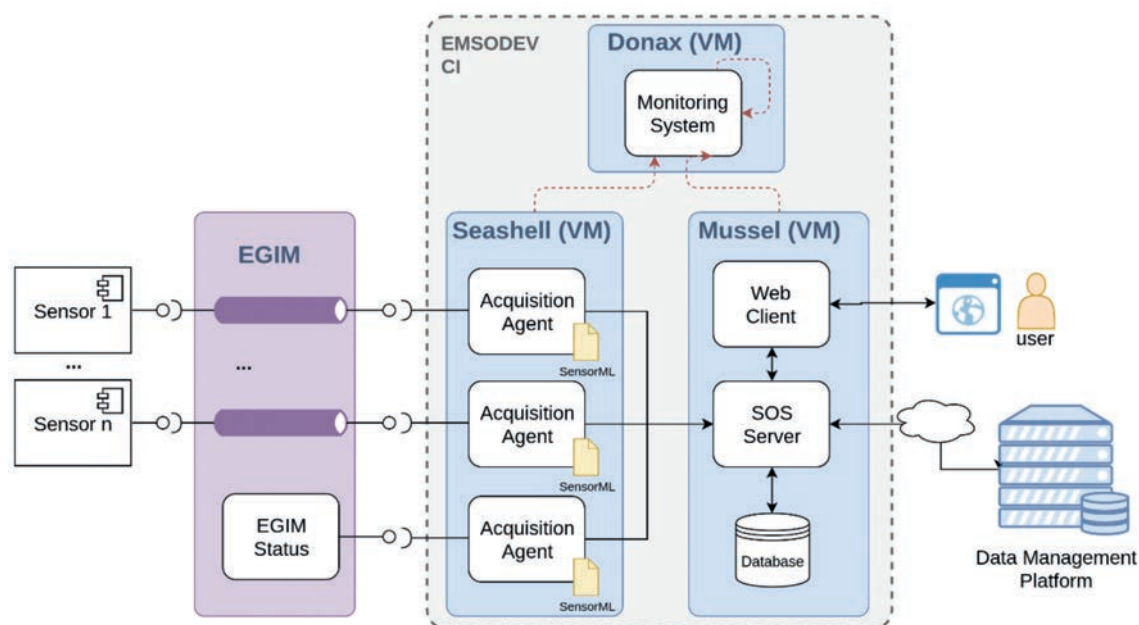 EMSODEV
CI
Donax (VM)
Monitoring
System
EGIM
Seashell (VM)
Mussel (VM)
Sensor 1
...
Sensor n
...
EGIM
Status
Acquisition
Agent
SensorML
Acquisition
Agent
SensorML
Acquisition
Agent
SensorML
Web
Client
SOS
Server
Database
user
Data Management
Platform